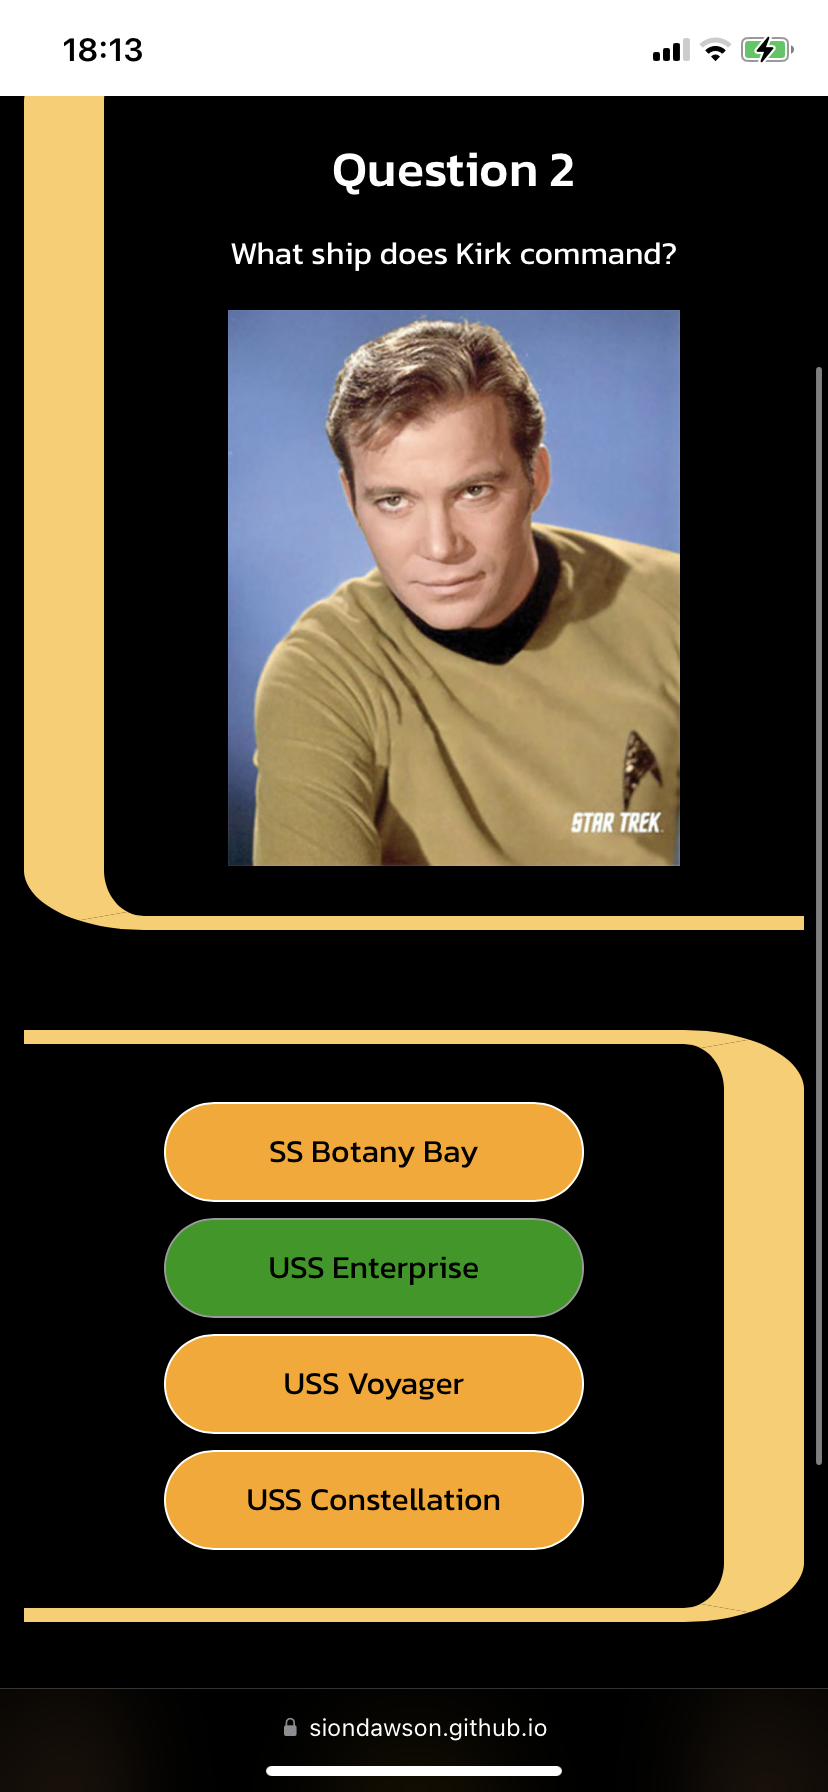 18:13
Question 2
What ship does Kirk command?
STAR TREK
SS Botany Bay
USS Enterprise
USS Voyager
USS Constellation
siondawson.github.io